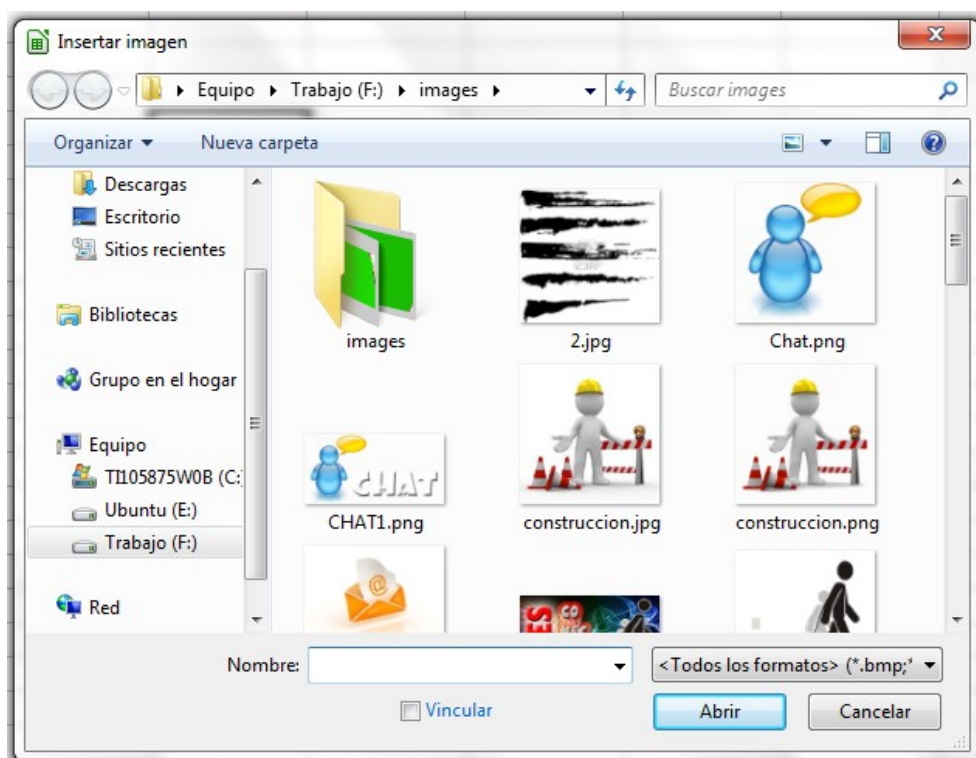 Insertar imagen
Equipo Trabajo (F:) images
Buscar images
Organizar
Nueva carpeta
Descargas
Escritorio
Sitios recientes
Bibliotecas
Grupo en el hogar
Equipo
TI105875W0B (C:
Ubuntu (E:)
Trabajo (F:)
Red
images
2.jpg
Chat.png
CHAT
CHAT1.png
construccion.jpg
construccion.png
@
ES
Nombre:
<Todos los formatos> (*.bmp;*
Vincular
Abrir
Cancelar